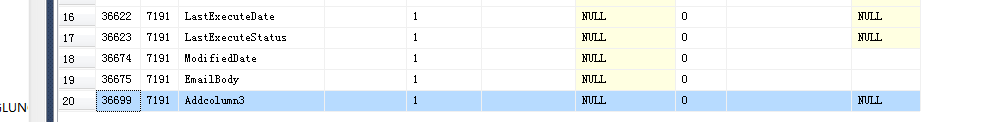 16 36622 7191 LastExecuteDate 1 NULL 0 NULL
17 36623 7191 LastExecuteStatus 1 NULL 0 NULL
18 36674 7191 ModifiedDate 1 NULL 0
19 36675 7191 EmailBody 1 NULL 0
20 36699 7191 Addcolumn3 1 NULL 0 NULL